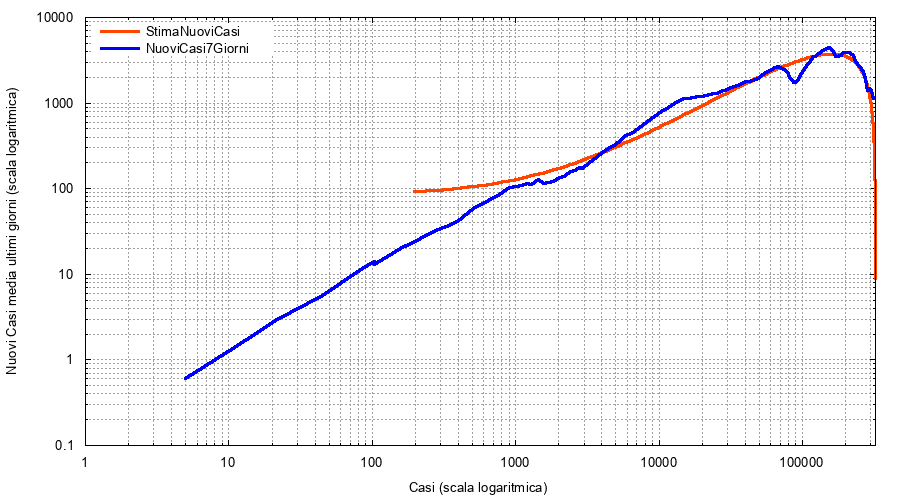 10000
1000
100
10
1
0.1
Nuovi Casi media ultimi giorni (scala logaritmica)
StimaNuoviCasi
NuoviCasi7Giorni
1 10 100 1000 10000 100000
Casi (scala logaritmica)